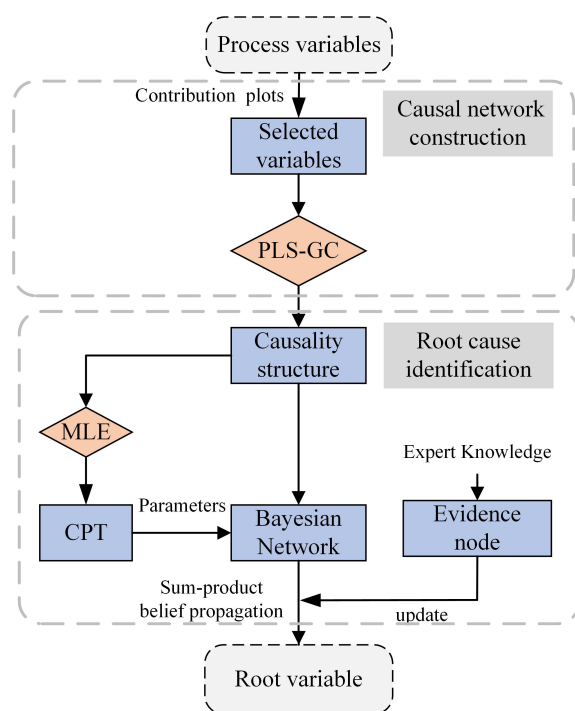 Process variables
Contribution plots
Causal network
construction
Selected
variables
PLS-GC
Causality
structure
Root cause
identification
MLE
Expert Knowledge
Parameters
CPT
Bayesian
Network
Evidence
node
Sum-product
belief propagation
update
Root variable